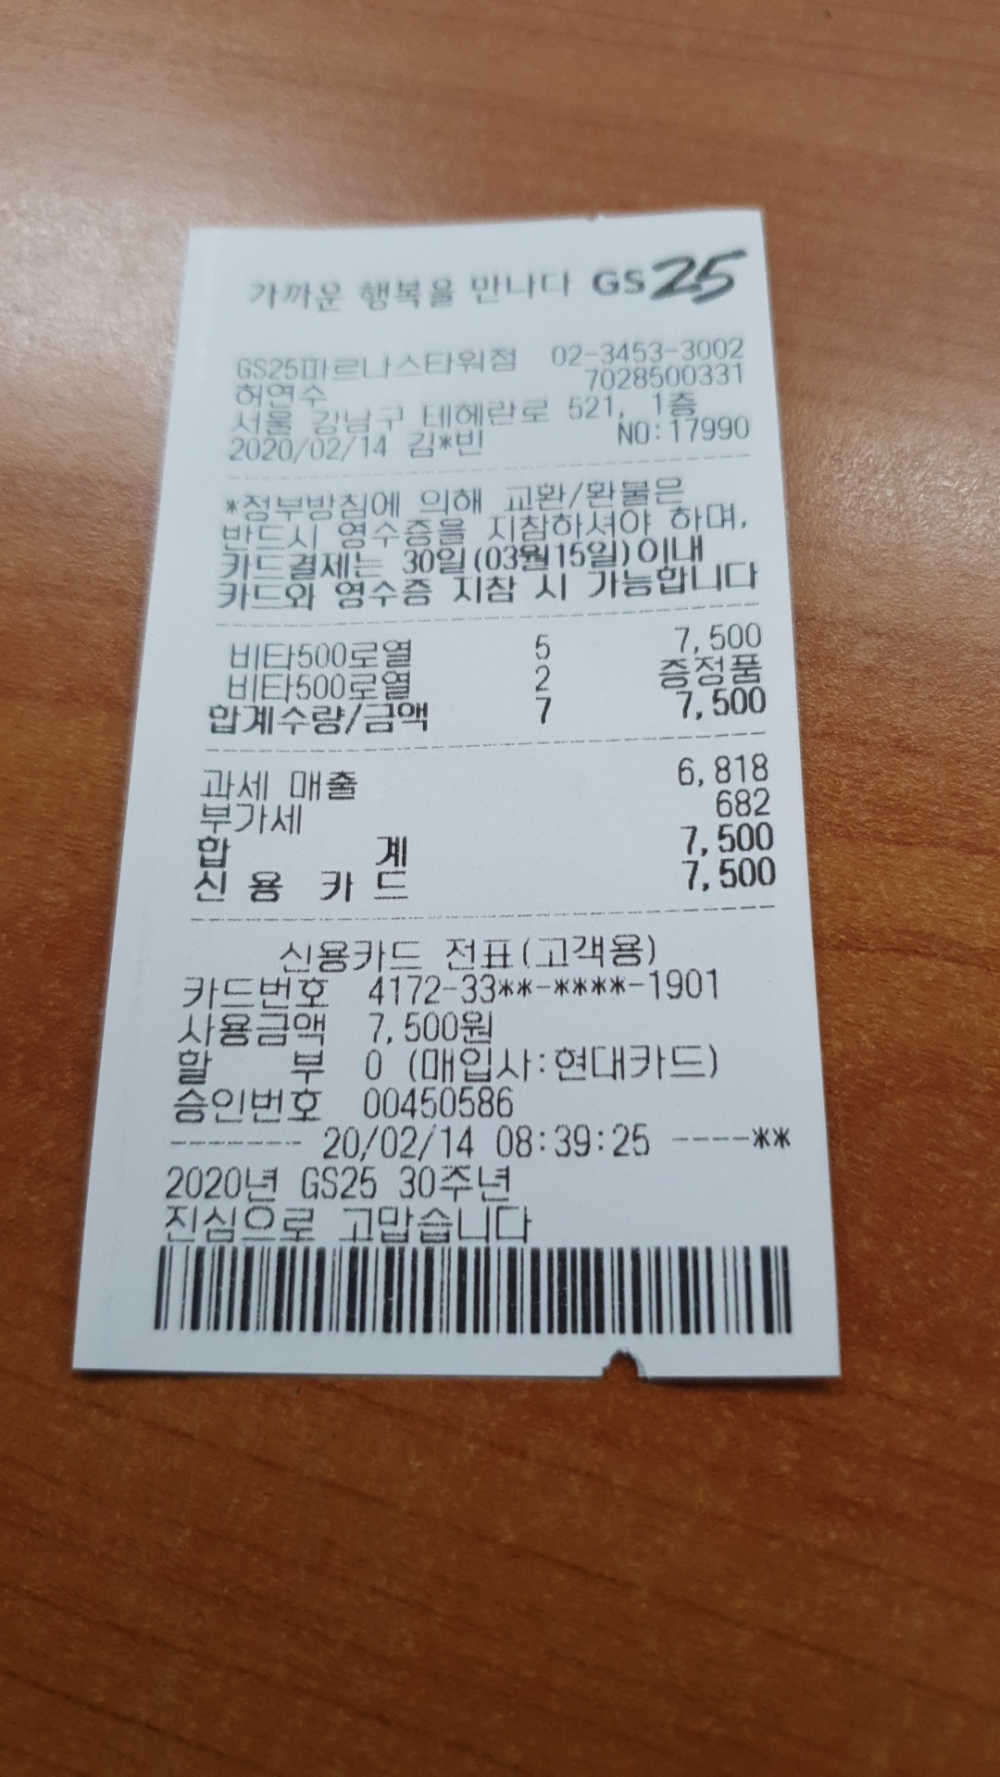 가까운 행복을 만나다 GS25
GS25파르나스타워점 02-3453-3002
허연수 7028500331
서울 강남구 테헤란로 521, 1층
2020/02/14 김*빈 NO:17990
*정부방침에 의해 교환/환불은
반드시 영수증을 지참하셔야 하며,
카드결제는 30일(03월15일)이내
카드와 영수증 지참 시 가능합니다
비타500로열 5 7,500
비타500로열 2 증정품
합계수량/금액 7 7,500
과세 매출 6,818
부가세 682
합 계 7,500
신 용 카 드 7,500
신용카드 전표(고객용)
카드번호 4172-33**-****-1901
사용금액 7,500원
할 부 0 (매입사:현대카드)
승인번호 00450586
------- 20/02/14 08:39:25 ----**
2020년 GS25 30주년
진심으로 고맙습니다